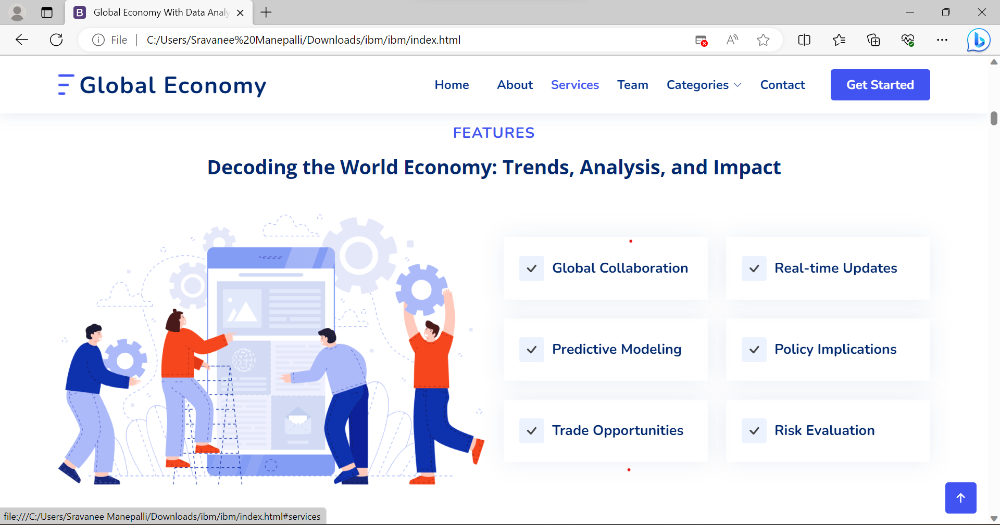 Global Economy With Data Analy
File C:/Users/Sravanee%20Manepalli/Downloads/ibm/ibm/index.html
Global Economy Home About Services Team Categories Contact Get Started
FEATURES
Decoding the World Economy: Trends, Analysis, and Impact
Global Collaboration Real-time Updates
Predictive Modeling Policy Implications
Trade Opportunities Risk Evaluation
file:///C:/Users/Sravanee Manepalli/Downloads/ibm/ibm/index.html#services